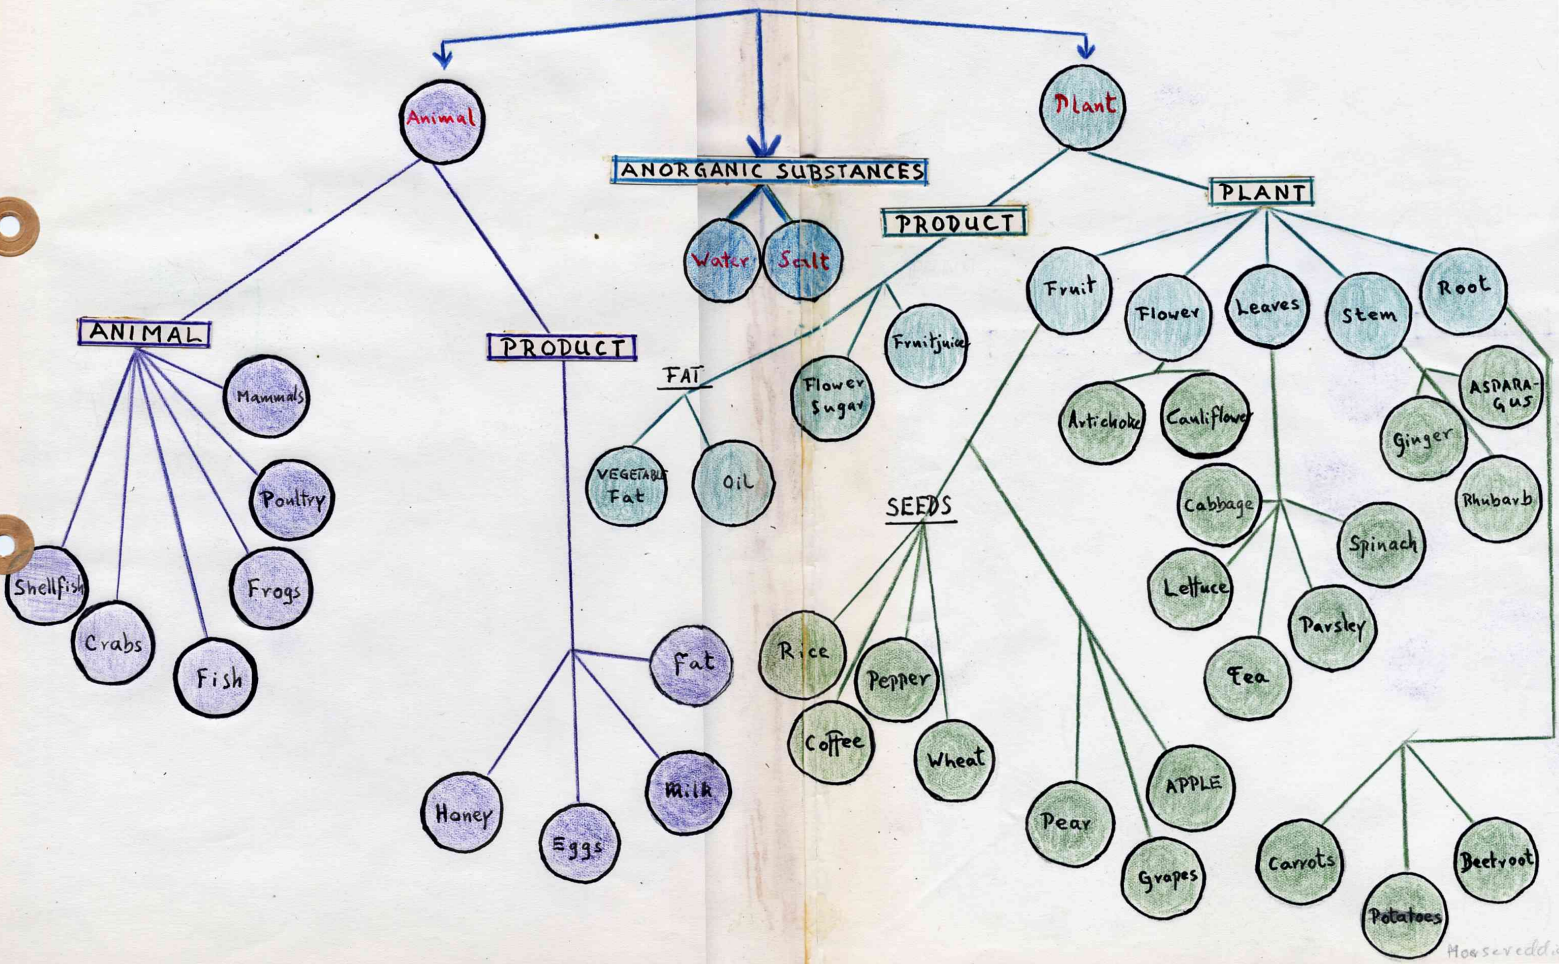 Animal
Plant
ANORGANIC SUBSTANCES
Water
Salt
PRODUCT
PLANT
Fruit
Flower
Leaves
Stem
Root
ANIMAL
PRODUCT
Mammals
Poultry
Frogs
Fish
Crabs
Shellfish
Fat
Milk
Eggs
Honey
FAT
VEGETABLE
Fat
Oil
Flower
Sugar
Fruitjuice
SEEDS
Rice
Coffee
Pepper
Wheat
Pear
Grapes
APPLE
Artichoke
Cauliflower
Cabbage
Lettuce
Tea
Parsley
Spinach
Ginger
ASPARA-
GUS
Rhubarb
Carrots
Potatoes
Beetroot